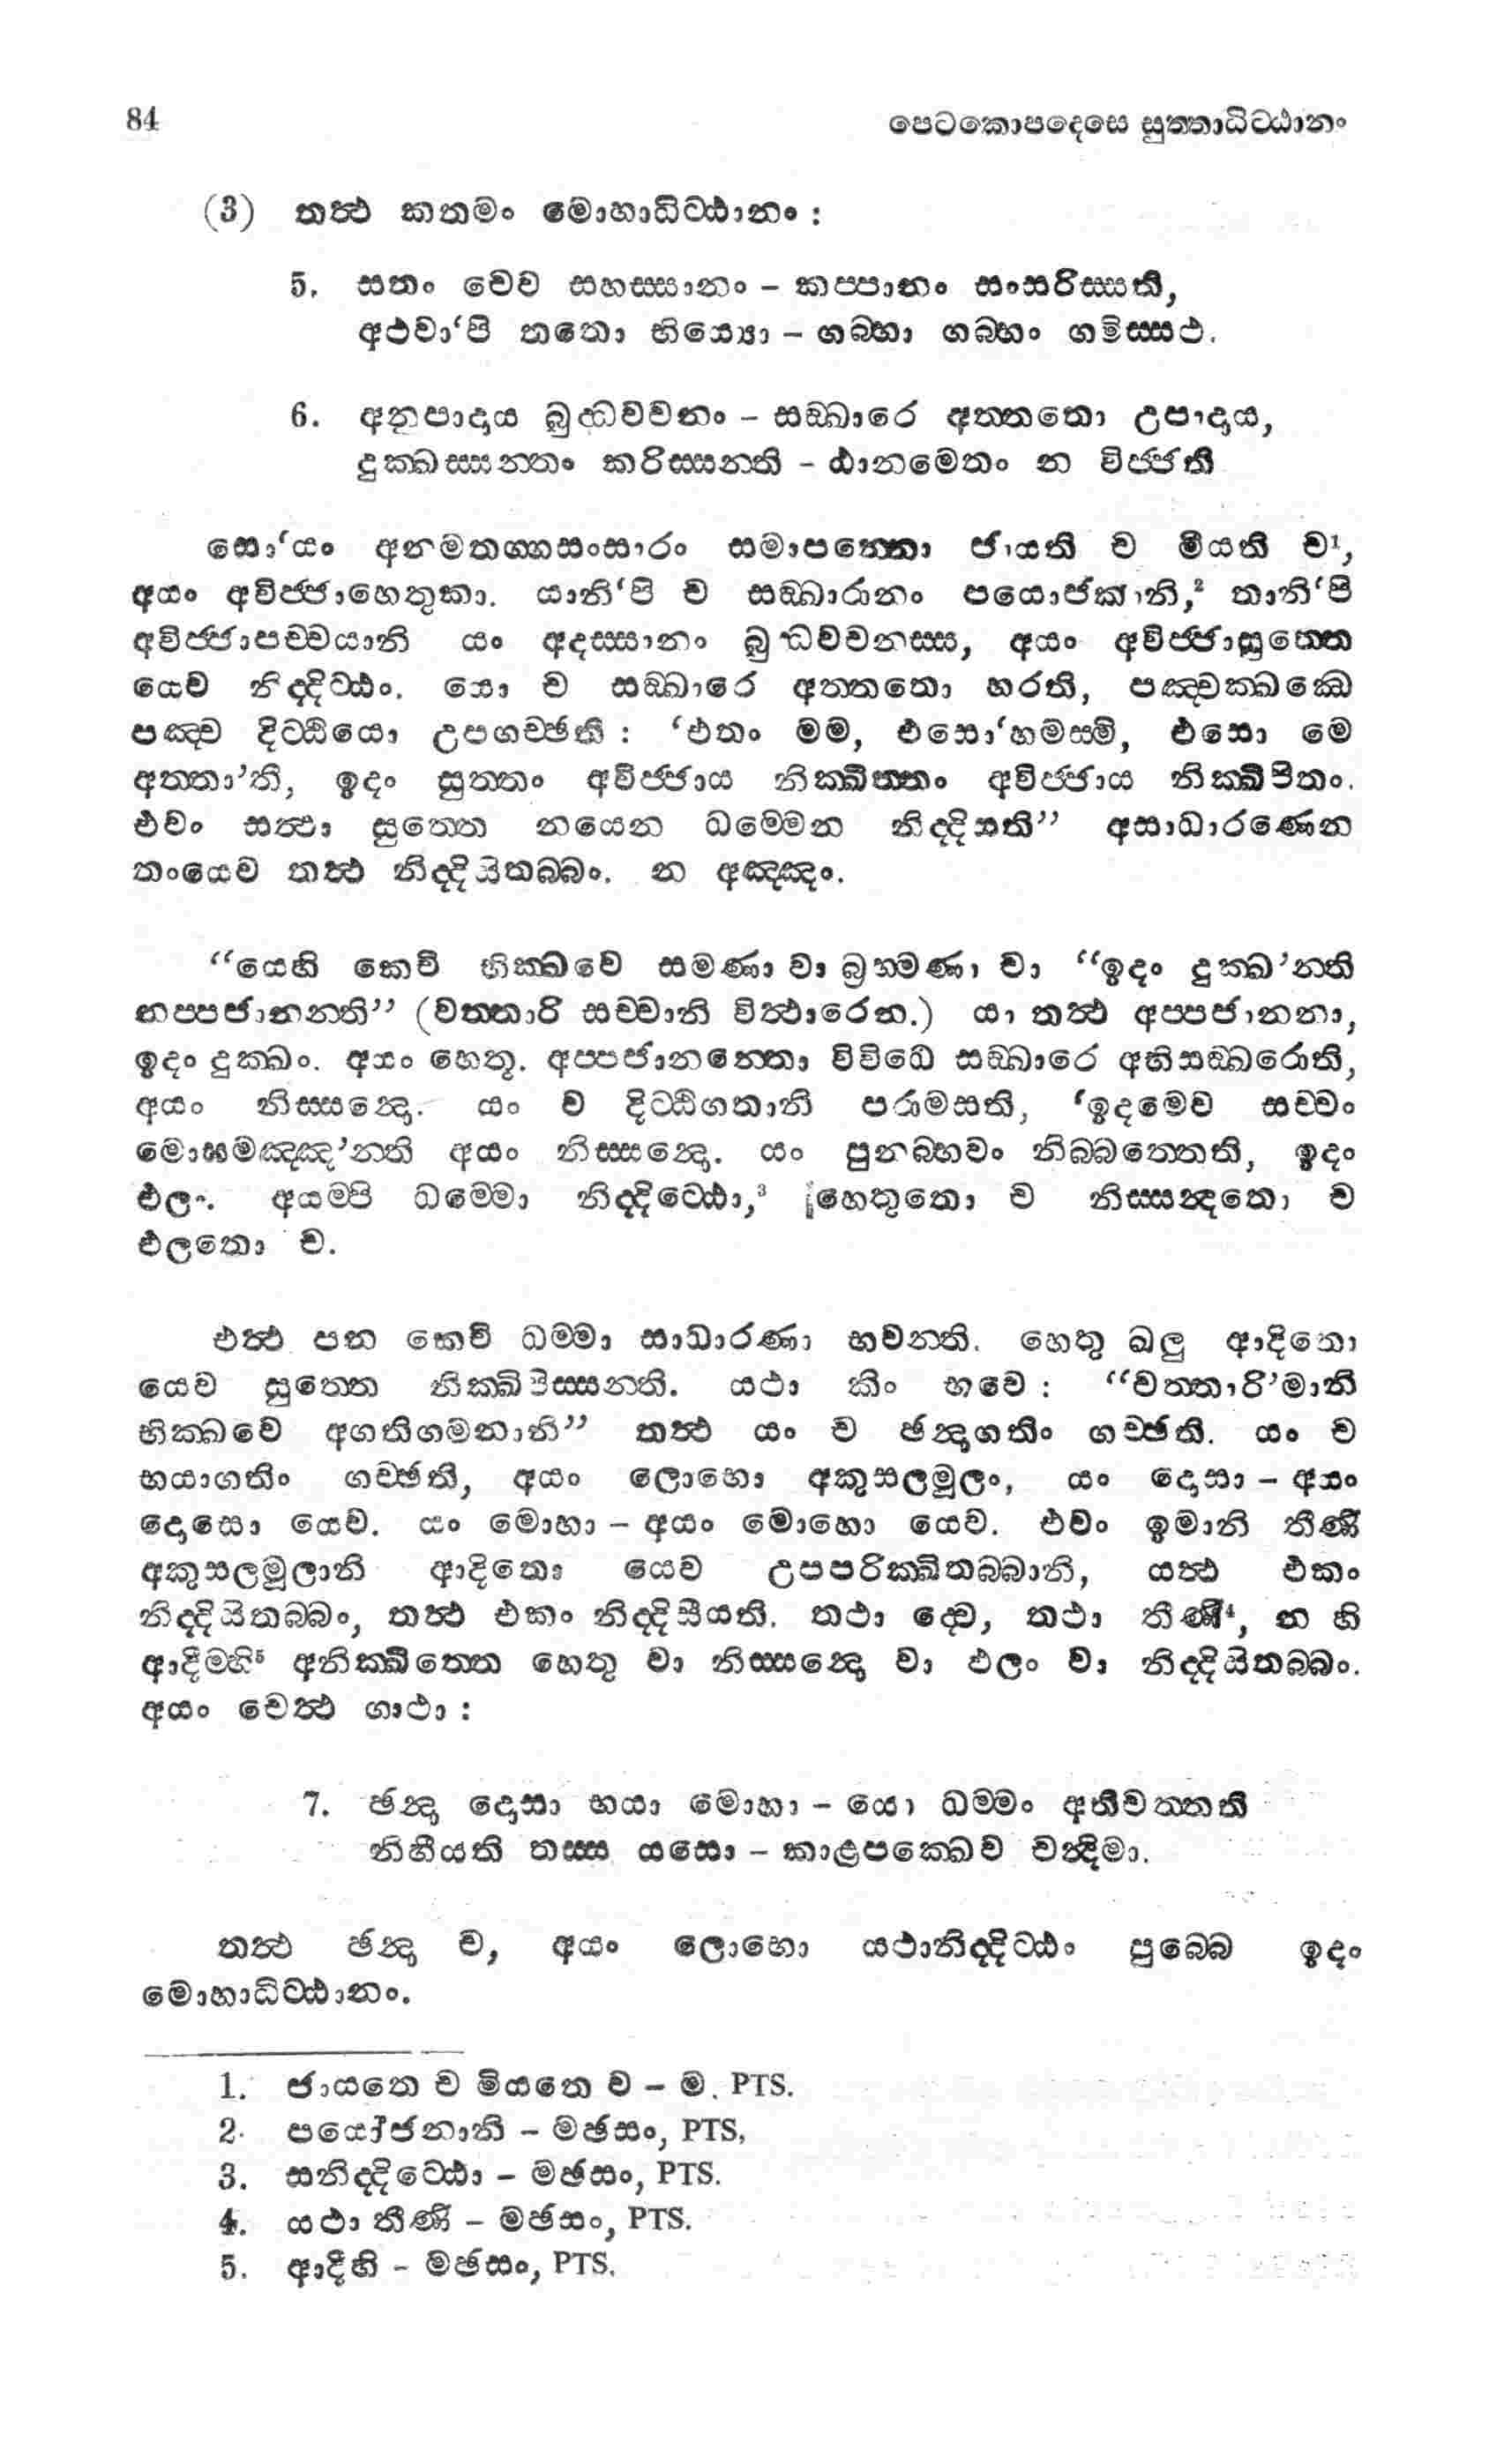 84 පෙටකොපදෙසෙ සුත්තාධිට්ඨානං
(3) තත්ථ කතමං මොහාධිට්ඨානං :
5. සතං චෙව සහස්සානං – කප්පානං සංසරිස්සති,
අථවා‘පි තතො භිය්‍යො – ගබ්භා ගබ්භං ගමිස්සථ.
6. අනුපාදාය බුද්ධවචනං – සඞ්ඛාරෙ අත්තතො උපාදාය,
දුක්ඛස්සන්තං කරිස්සන්ති – ඨානමෙතං න විජ්ජති
සො‘යං අනමතග්ගසංසාරං සමාපන්නො ජායති ච මීයති ච¹,
අයං අවිජ්ජාහෙතුකා. යානි‘පි ච සඞ්ඛාරානං පයොජකානි,² තානි‘පි
අවිජ්ජාපච්චයානි යං අදස්සානං බුද්ධවචනස්ස, අයං අවිජ්ජාසුත්තෙ
යෙව නිද්දිට්ඨං. යො ච සඞ්ඛාරෙ අත්තතො හරති, පඤ්චක්ඛන්ධෙ
පඤ්ච දිට්ඨියො උපගච්ඡති : ‘එතං මම, එසො‘හමස්මි, එසො මෙ
අත්තා’ති, ඉදං සුත්තං අවිජ්ජාය නික්ඛිත්තං අවිජ්ජාය නික්ඛිපිතං.
එවං සත්ථා සුත්තෙ නයෙන ධම්මෙන නිද්දිසති” අසාධාරණෙන
තංයෙව තත්ථ නිද්දියිතබ්බං. න අඤ්ඤං.
“යෙහි කෙචි භික්ඛවෙ සමණා වා බ්‍රාහ්මණා වා “ඉදං දුක්ඛ’න්ති
නප්පජානන්ති” (චත්තාරි සච්චානි විත්ථාරෙන.) යා තත්ථ අප්පජානනා,
ඉදං දුක්ඛං. අයං හෙතු. අප්පජානන්තො විවිධෙ සඞ්ඛාරෙ අභිසඞ්ඛරොති,
අයං නිස්සන්දො. යං ච දිට්ඨිගතානි පරාමසති, ‘ඉදමෙව සච්චං
මොඝමඤ්ඤ’න්ති අයං නිස්සන්දො. යං පුනබ්භවං නිබ්බත්තෙති, ඉදං
ඵලං. අයම්පි ධම්මො නිද්දිට්ඨො,³ හෙතුතො ච නිස්සන්දතො ච
ඵලතො ච.
එත්ථ පන කෙචි ධම්මා සාධාරණා භවන්ති. හෙතු ඛලු ආදිතො
යෙව සුත්තෙ නික්ඛිපිස්සන්ති. යථා කිං භවෙ : “චත්තාරි’මානි
භික්ඛවෙ අගතිගමනානි” තත්ථ යං ච ඡන්දාගතිං ගච්ඡති. යං ච
භයාගතිං ගච්ඡති, අයං ලොභො අකුසලමූලං, යං දොසා – අයං
දොසො යෙව. යං මොහා – අයං මොහො යෙව. එවං ඉමානි තීණි
අකුසලමූලානි ආදිතො යෙව උපපරික්ඛිතබ්බානි, යත්ථ එකං
නිද්දියිතබ්බං, තත්ථ එකං නිද්දිසීයති. තථා ද්වෙ, තථා තීණි⁴, න හි
ආදීම්හි⁵ අනික්ඛිත්තෙ හෙතු වා නිස්සන්දො වා ඵලං වා නිද්දියිතබ්බං.
අයං චෙත්ථ ගාථා :
7. ඡන්දා දොසා භයා මොහා – යො ධම්මං අතිවත්තති
නිහීයති තස්ස යසො – කාළපක්ඛෙව චන්දිමා.
තත්ථ ඡන්දා ච, අයං ලොභො යථානිද්දිට්ඨං පුබ්බෙ ඉදං
මොහාධිට්ඨානං.
1. ජායතෙ ච මියතෙ ච – ම. PTS.
2. පයෝජනානි – මඡසං, PTS,
3. සනිද්දිට්ඨො – මඡසං, PTS.
4. යථා තීණි – මඡසං, PTS.
5. ආදීහි – මඡසං, PTS.